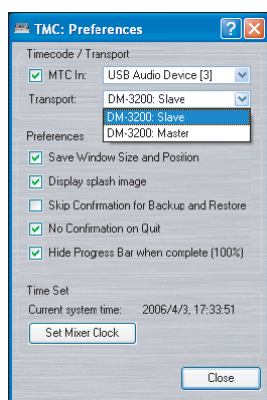 TMC: Preferences
Timecode / Transport
MTC In: USB Audio Device [3]
Transport: DM-3200: Slave
DM-3200: Slave
DM-3200: Master
Preferences
Save Window Size and Position
Display splash image
Skip Confirmation for Backup and Restore
No Confirmation on Quit
Hide Progress Bar when complete (100%)
Time Set
Current system time: 2006/4/3, 17:33:51
Set Mixer Clock
Close